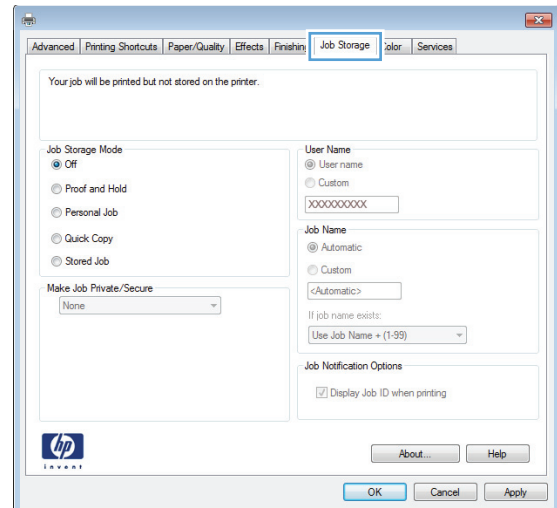 Advanced Printing Shortcuts Paper/Quality Effects Finishing Job Storage Color Services
Your job will be printed but not stored on the printer.
Job Storage Mode
Off
Proof and Hold
Personal Job
Quick Copy
Stored Job
Make Job Private/Secure
None
User Name
User name
Custom
XXXXXXXXX
Job Name
Automatic
Custom
<Automatic>
If job name exists:
Use Job Name + (1-99)
Job Notification Options
Display Job ID when printing
hp
invent
About... Help
OK Cancel Apply